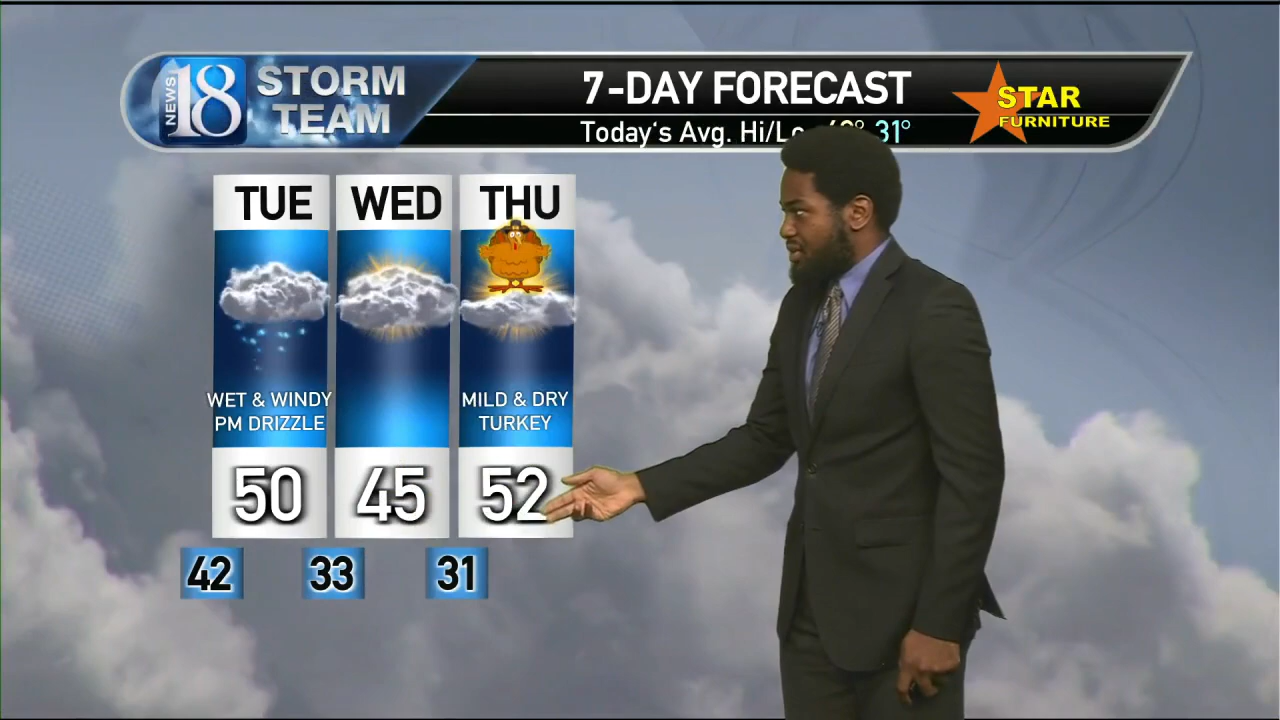 NEWS 18
STORM
TEAM
7-DAY FORECAST
Today's Avg. Hi/Lo 31°
STAR
FURNITURE
TUE
WED
THU
WET & WINDY
PM DRIZZLE
MILD & DRY
TURKEY
50
45
52
42
33
31